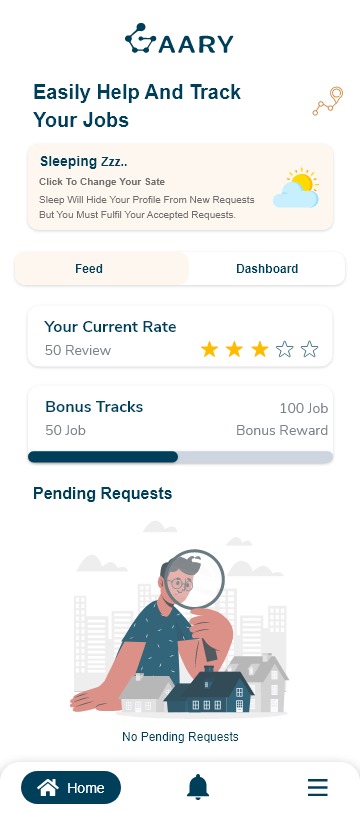 GAARY
Easily Help And Track
Your Jobs
Sleeping Zzz..
Click To Change Your Sate
Sleep Will Hide Your Profile From New Requests
But You Must Fulfil Your Accepted Requests.
Feed
Dashboard
Your Current Rate
50 Review
Bonus Tracks
100 Job
50 Job
Bonus Reward
Pending Requests
No Pending Requests
Home